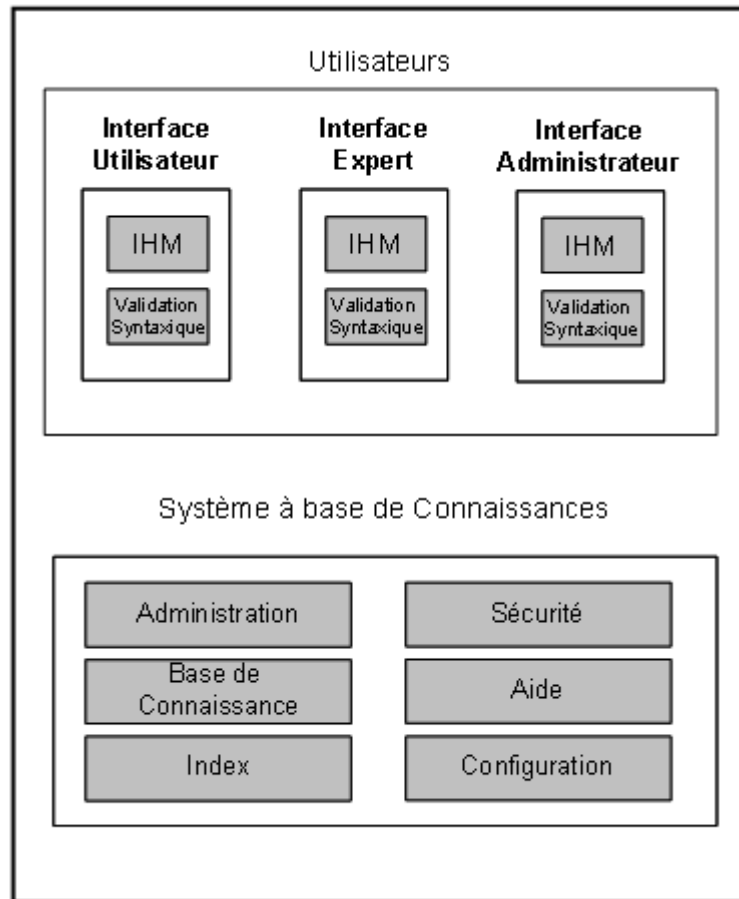 Utilisateurs
Interface
Utilisateur
Interface
Expert
Interface
Administrateur
IHM
Validation
Syntaxique
IHM
Validation
Syntaxique
IHM
Validation
Syntaxique
Système à base de Connaissances
Administration
Sécurité
Base de
Connaissance
Aide
Index
Configuration